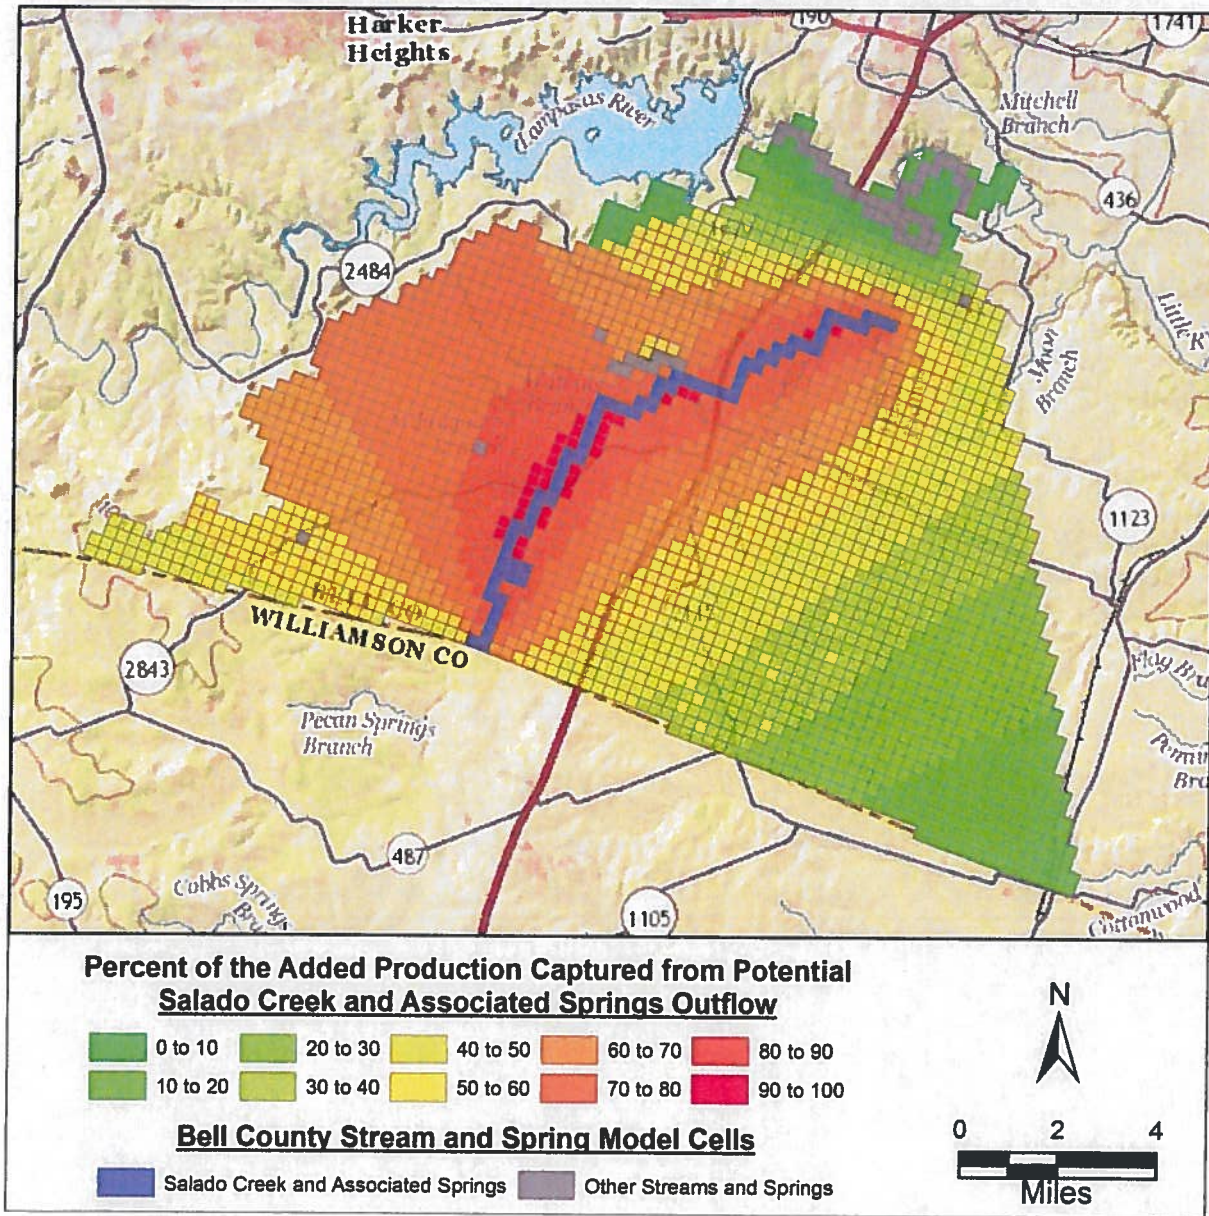 Harker
Heights
190
1741
Lampasas River
Mitchell
Branch
436
2484
Little R
Moon
Branch
1123
BELL CO
WILLIAMSON CO
2843
Pecan Springs
Branch
487
195
Cobbs Springs
Bra
1105
Cottonwood
Percent of the Added Production Captured from Potential
Salado Creek and Associated Springs Outflow
0 to 10
20 to 30
40 to 50
60 to 70
80 to 90
10 to 20
30 to 40
50 to 60
70 to 80
90 to 100
Bell County Stream and Spring Model Cells
Salado Creek and Associated Springs
Other Streams and Springs
N
0 2 4
Miles